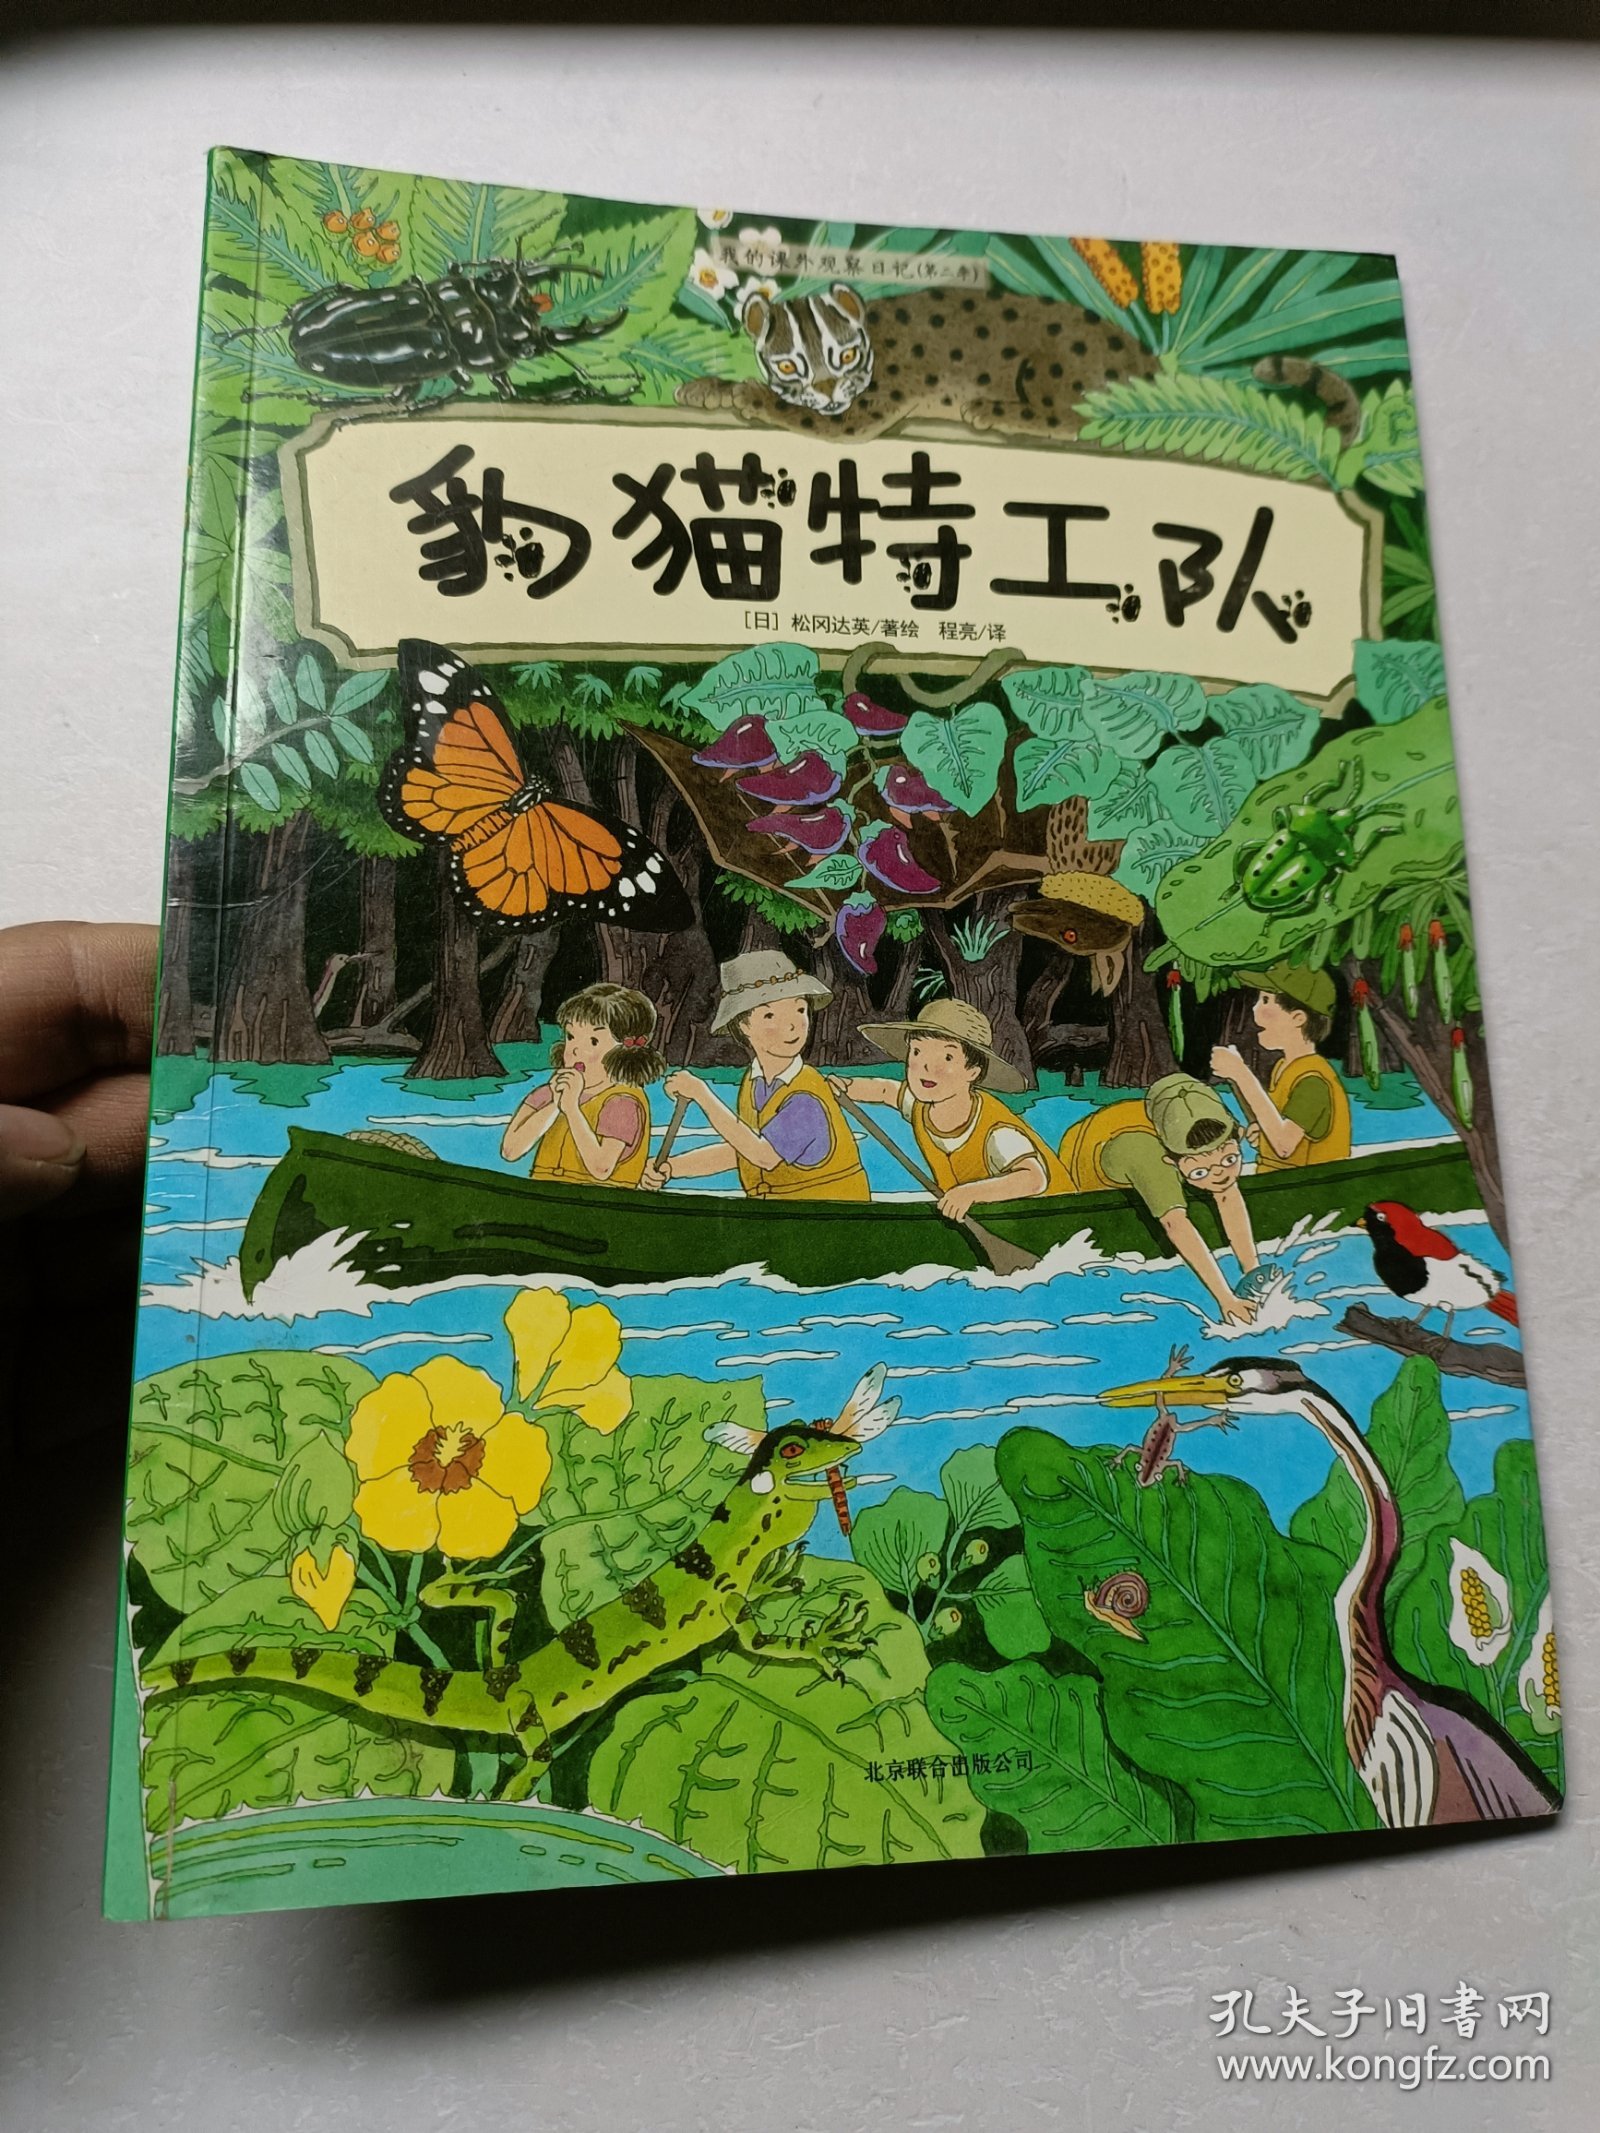 我的课外观察日记(第二季)
豹猫特工队
[日] 松冈达英/著绘 程亮/译
北京联合出版公司
孔夫子旧書网
www.kongfz.com